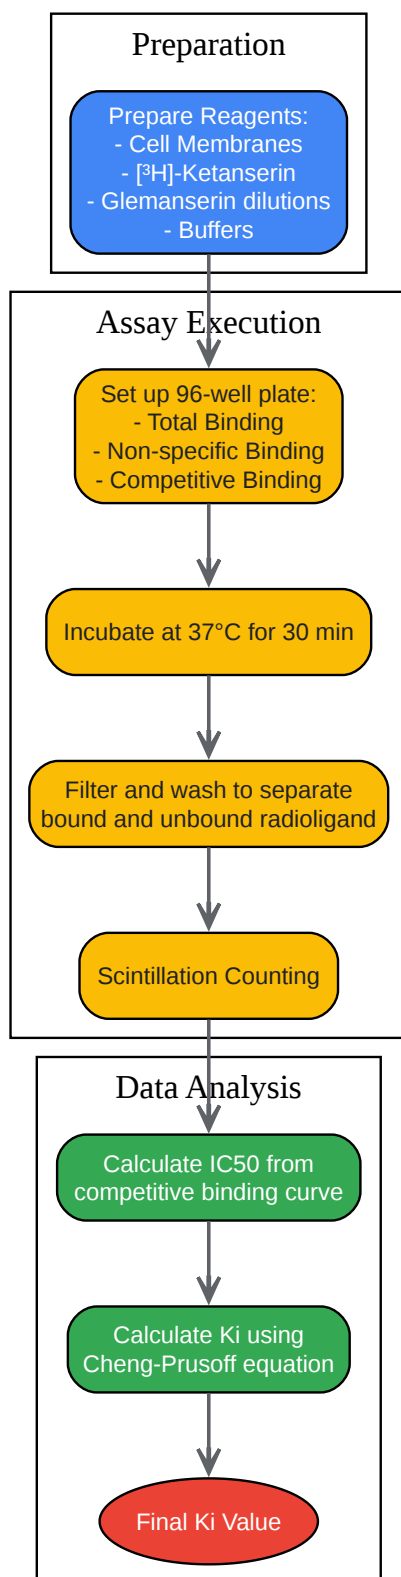 Preparation
Prepare Reagents:
- Cell Membranes
- [³H]-Ketanserin
- Glemanserin dilutions
- Buffers
Assay Execution
Set up 96-well plate:
- Total Binding
- Non-specific Binding
- Competitive Binding
Incubate at 37°C for 30 min
Filter and wash to separate
bound and unbound radioligand
Scintillation Counting
Data Analysis
Calculate IC50 from
competitive binding curve
Calculate Ki using
Cheng-Prusoff equation
Final Ki Value